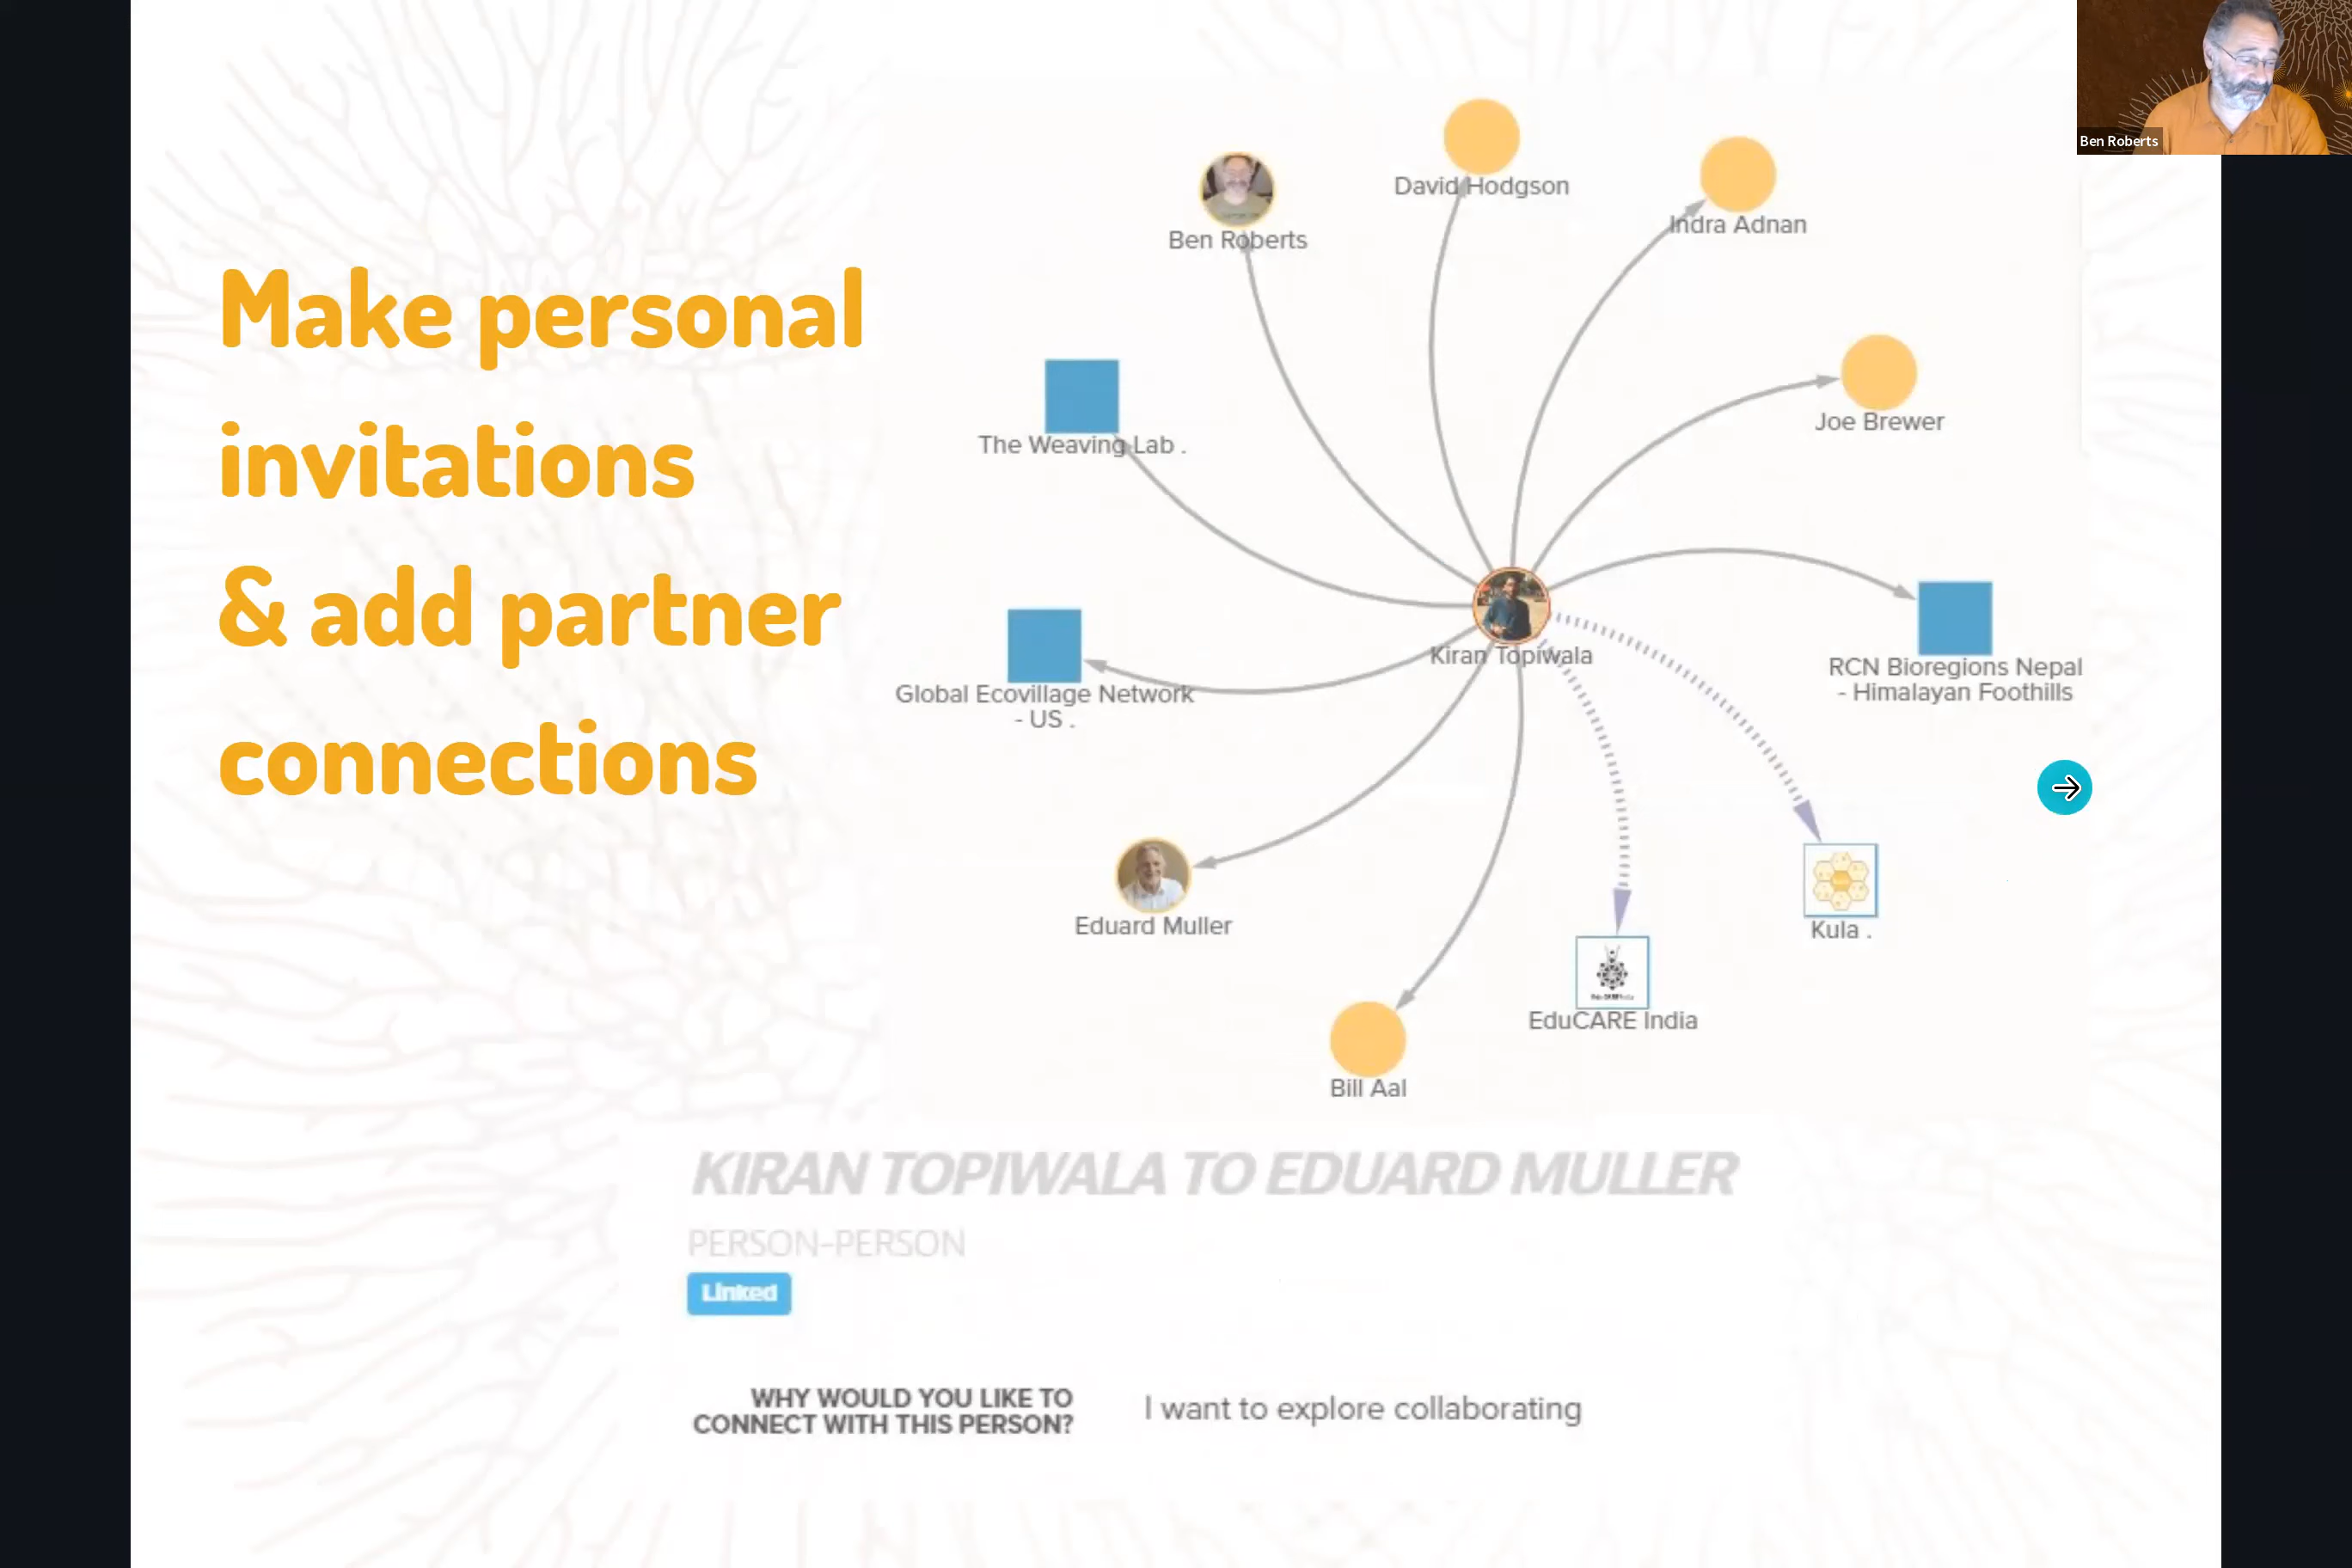 Make personal
invitations
& add partner
connections
Ben Roberts
David Hodgson
Indra Adnan
Ben Roberts
Joe Brewer
The Weaving Lab .
Kiran Topiwala
Global Ecovillage Network
- US .
RCN Bioregions Nepal
- Himalayan Foothills
Eduard Muller
Kula .
EduCARE India
Bill Aal
KIRAN TOPIWALA TO EDUARD MULLER
PERSON-PERSON
Linked
WHY WOULD YOU LIKE TO
CONNECT WITH THIS PERSON?
I want to explore collaborating